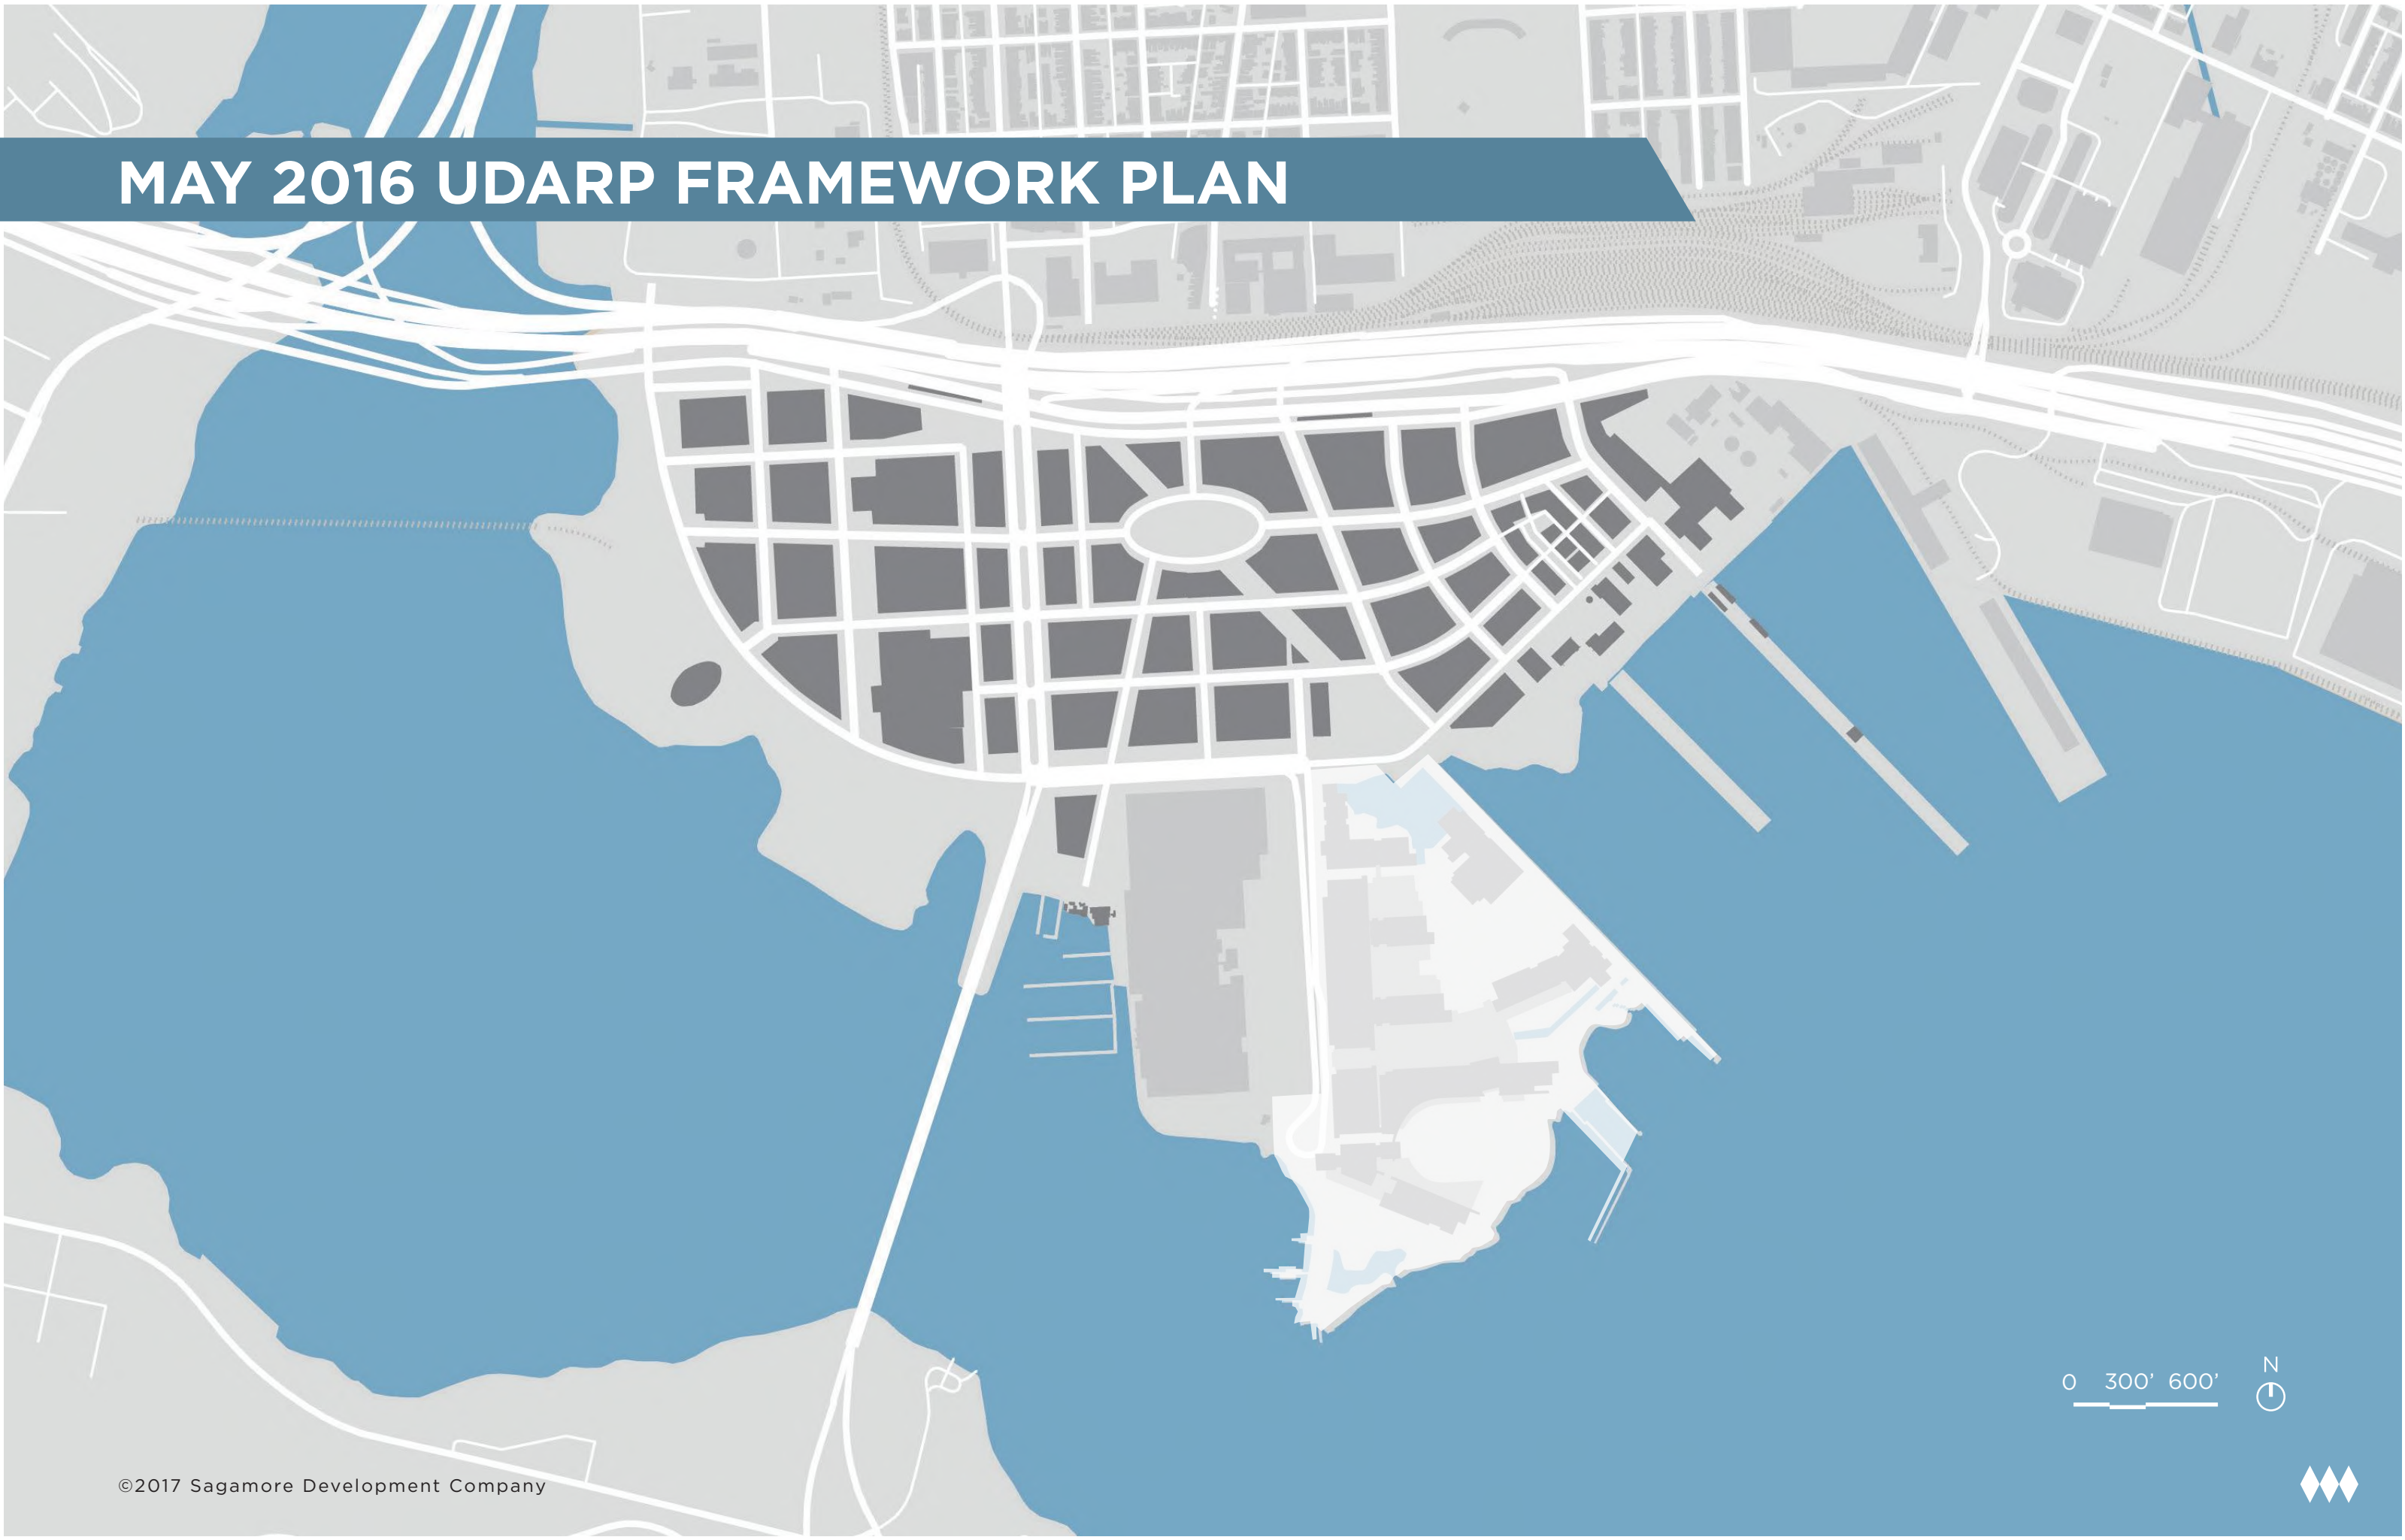 MAY 2016 UDARP FRAMEWORK PLAN
N
0 300’ 600’
©2017 Sagamore Development Company